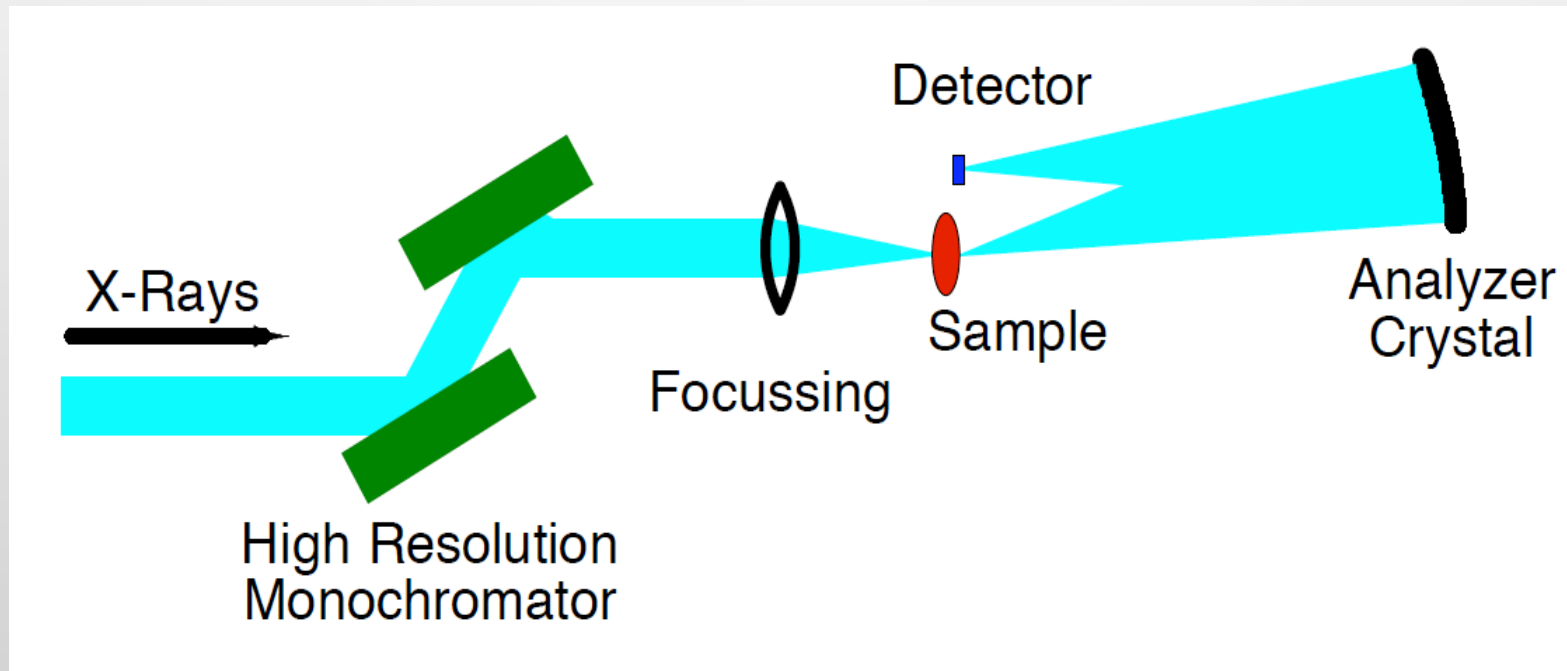 X-Rays
High Resolution
Monochromator
Focussing
Detector
Sample
Analyzer
Crystal